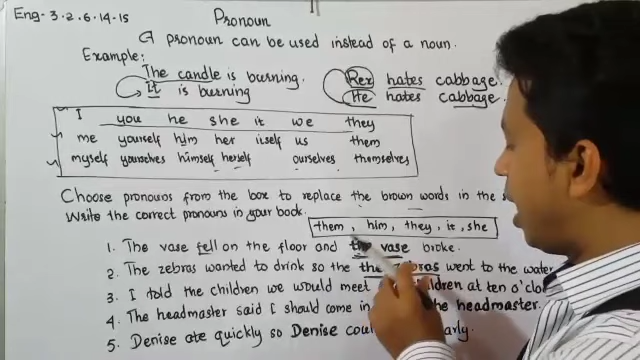 Eng-3.2.6.14-15
Pronoun
A pronoun can be used instead of a noun.
Example:
The candle is burning.
It is burning
Rex hates cabbage.
He hates cabbage.
I you he she it we they
me yourself him her itself us them
myself yourselves himself herself ourselves themselves
Choose pronouns from the box to replace the brown words in the s
Write the correct pronouns in your book.
them, him, they, it, she
1. The vase fell on the floor and the vase broke.
2. The zebras wanted to drink so the the zebras went to the water
3. I told the children we would meet children at ten o'clo
4. The headmaster said I should come in the headmaster.
5. Denise ate quickly so Denise cou arly.